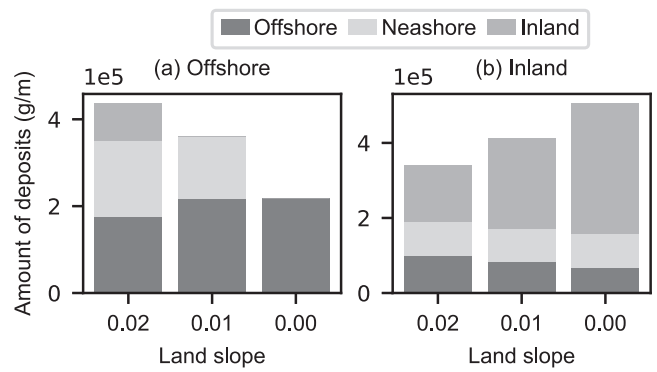 Offshore Neashore Inland
1e5 (a) Offshore
1e5 (b) Inland
Amount of deposits (g/m)
4
2
0
0.02 0.01 0.00
Land slope
4
2
0
0.02 0.01 0.00
Land slope